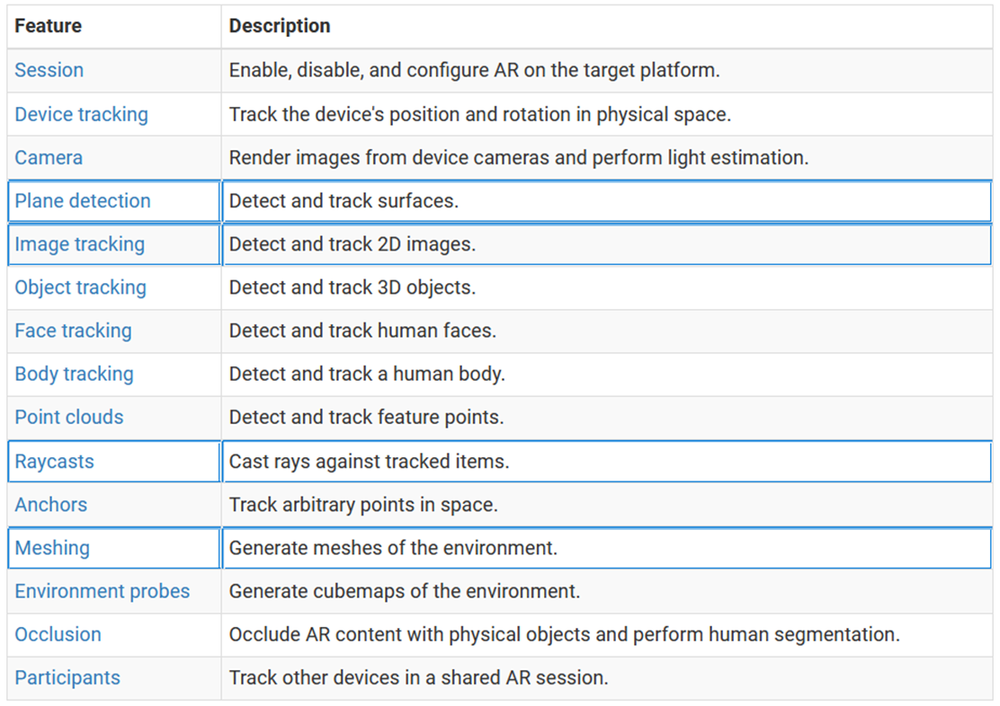 Feature Description
Session Enable, disable, and configure AR on the target platform.
Device tracking Track the device's position and rotation in physical space.
Camera Render images from device cameras and perform light estimation.
Plane detection Detect and track surfaces.
Image tracking Detect and track 2D images.
Object tracking Detect and track 3D objects.
Face tracking Detect and track human faces.
Body tracking Detect and track a human body.
Point clouds Detect and track feature points.
Raycasts Cast rays against tracked items.
Anchors Track arbitrary points in space.
Meshing Generate meshes of the environment.
Environment probes Generate cubemaps of the environment.
Occlusion Occlude AR content with physical objects and perform human segmentation.
Participants Track other devices in a shared AR session.